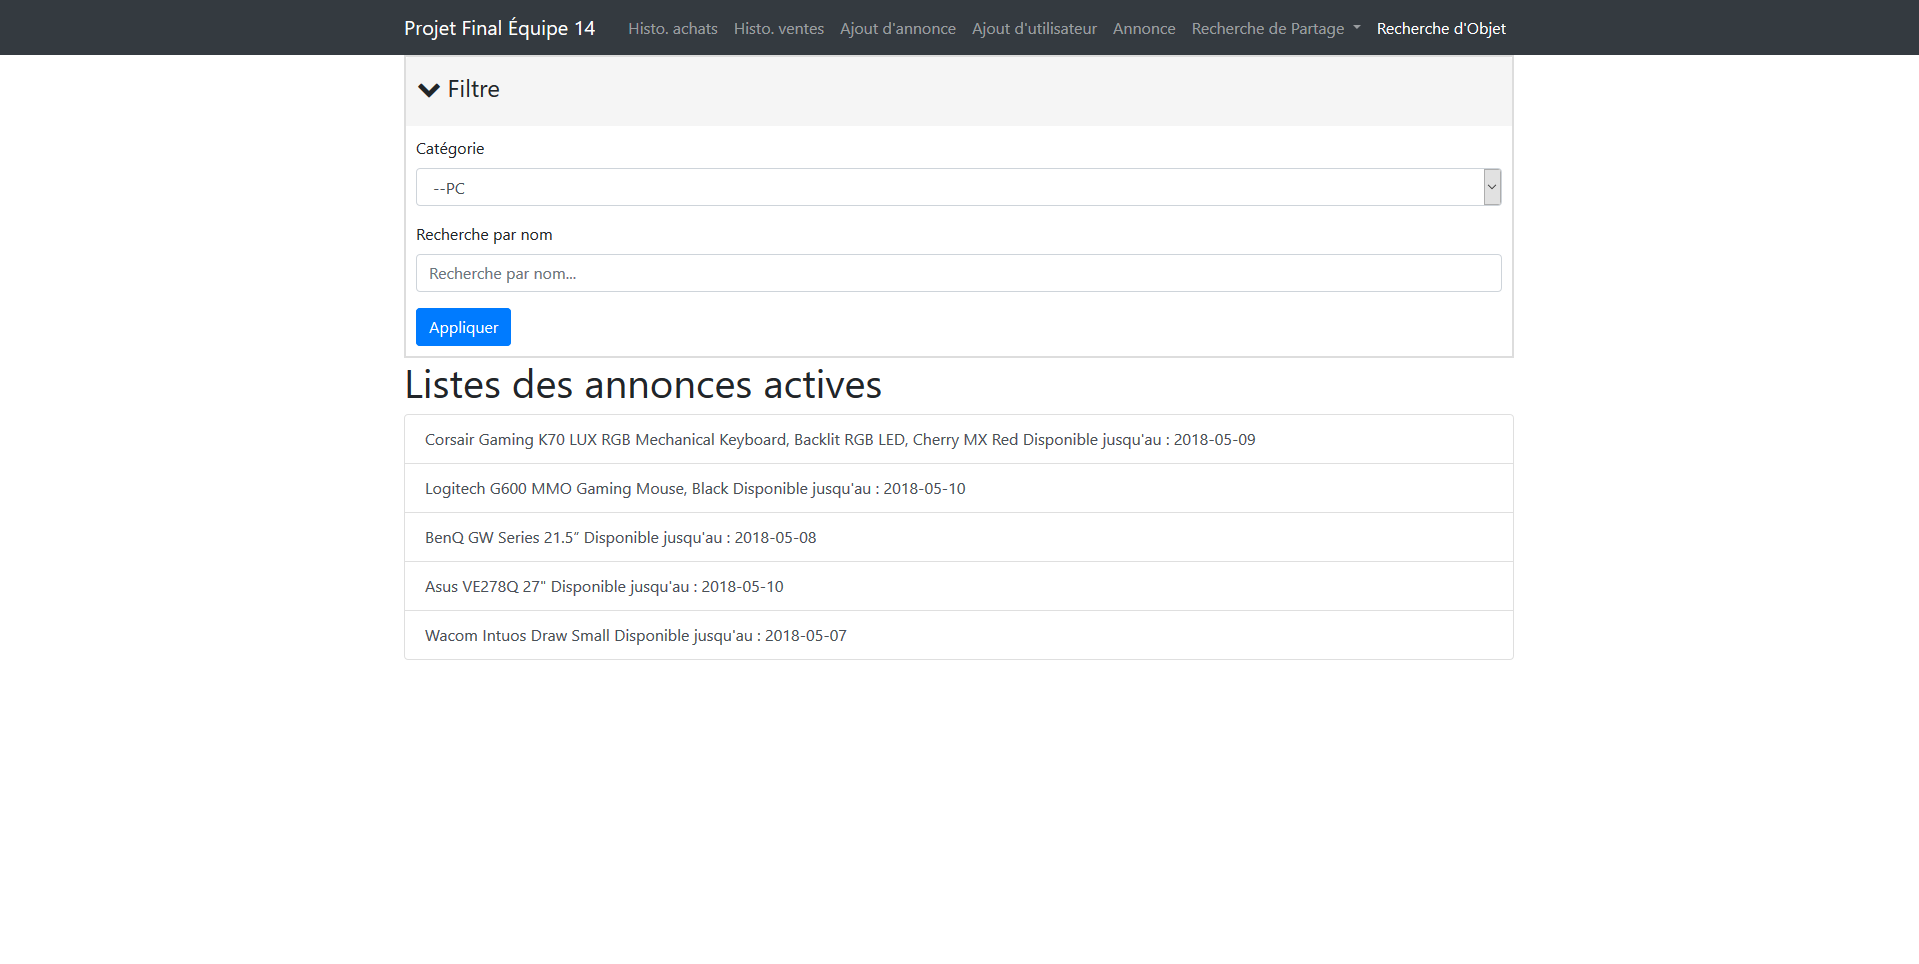 Projet Final Équipe 14 Histo. achats Histo. ventes Ajout d'annonce Ajout d'utilisateur Annonce Recherche de Partage Recherche d'Objet
Filtre
Catégorie
--PC
Recherche par nom
Recherche par nom...
Appliquer
Listes des annonces actives
Corsair Gaming K70 LUX RGB Mechanical Keyboard, Backlit RGB LED, Cherry MX Red Disponible jusqu'au : 2018-05-09
Logitech G600 MMO Gaming Mouse, Black Disponible jusqu'au : 2018-05-10
BenQ GW Series 21.5” Disponible jusqu'au : 2018-05-08
Asus VE278Q 27" Disponible jusqu'au : 2018-05-10
Wacom Intuos Draw Small Disponible jusqu'au : 2018-05-07